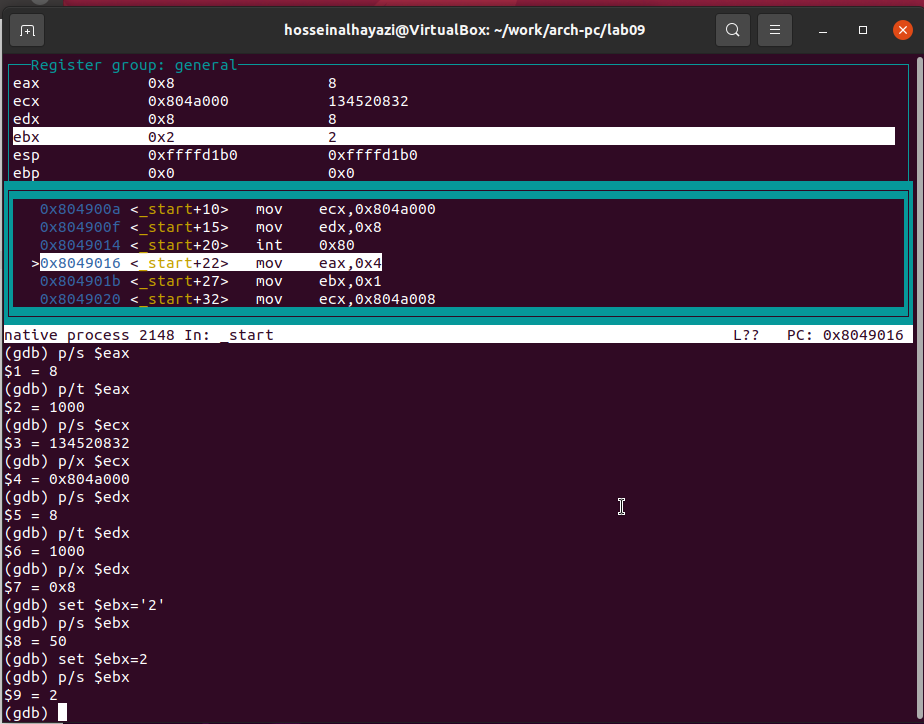 hosseinalhayazi@VirtualBox: ~/work/arch-pc/lab09
Register group: general
eax 0x8 8
ecx 0x804a000 134520832
edx 0x8 8
ebx 0x2 2
esp 0xffffd1b0 0xffffd1b0
ebp 0x0 0x0
0x804900a <_start+10> mov ecx,0x804a000
0x804900f <_start+15> mov edx,0x8
0x8049014 <_start+20> int 0x80
>0x8049016 <_start+22> mov eax,0x4
0x804901b <_start+27> mov ebx,0x1
0x8049020 <_start+32> mov ecx,0x804a008
native process 2148 In: _start L?? PC: 0x8049016
(gdb) p/s $eax
$1 = 8
(gdb) p/t $eax
$2 = 1000
(gdb) p/s $ecx
$3 = 134520832
(gdb) p/x $ecx
$4 = 0x804a000
(gdb) p/s $edx
$5 = 8
(gdb) p/t $edx
$6 = 1000
(gdb) p/x $edx
$7 = 0x8
(gdb) set $ebx='2'
(gdb) p/s $ebx
$8 = 50
(gdb) set $ebx=2
(gdb) p/s $ebx
$9 = 2
(gdb)